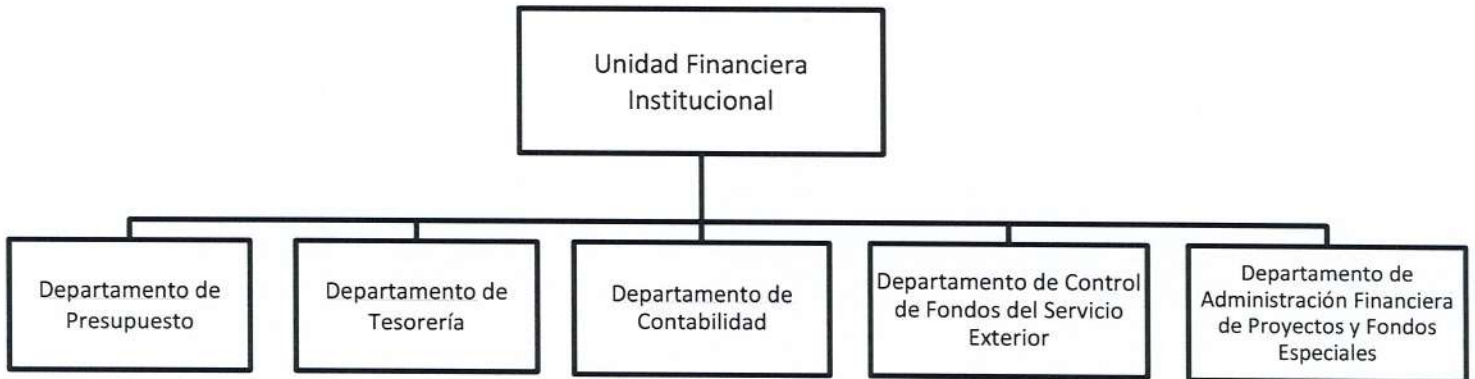 Unidad Financiera
Institucional
Departamento de
Presupuesto
Departamento de
Tesorería
Departamento de
Contabilidad
Departamento de Control
de Fondos del Servicio
Exterior
Departamento de
Administración Financiera
de Proyectos y Fondos
Especiales